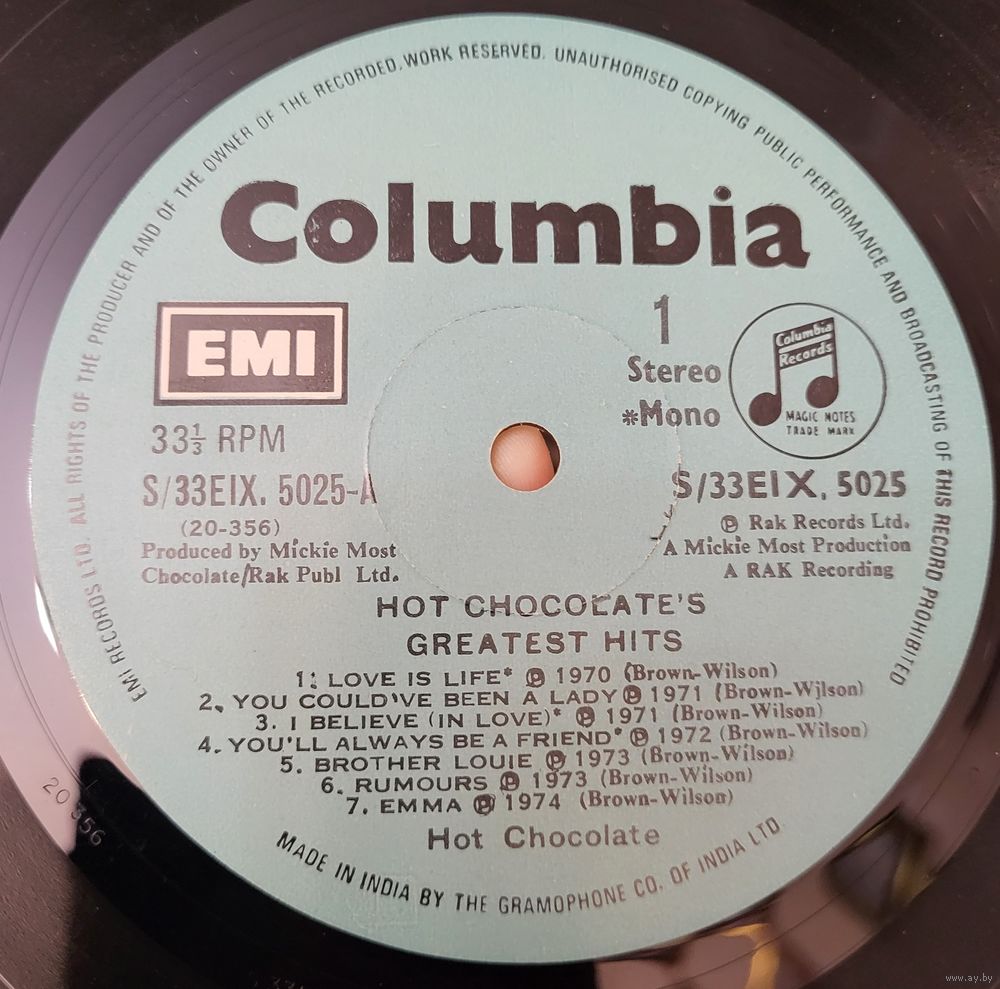 EMI RECORDS LTD. ALL RIGHTS OF THE PRODUCER AND OF THE OWNER OF THE RECORDED. WORK RESERVED. UNAUTHORISED COPYING PUBLIC PERFORMANCE AND BROADCASTING OF THIS RECORD PROHIBITED
Columbia
EMI
1
Stereo
*Mono
Columbia
Records
MAGIC NOTES
TRADE MARK
33⅓ RPM
S/33EIX. 5025-A
(20-356)
Produced by Mickie Most
Chocolate/Rak Publ Ltd.
S/33EIX. 5025
℗ Rak Records Ltd.
A Mickie Most Production
A RAK Recording
HOT CHOCOLATE'S
GREATEST HITS
1. LOVE IS LIFE* ℗ 1970 (Brown-Wilson)
2. YOU COULD'VE BEEN A LADY ℗ 1971 (Brown-Wilson)
3. I BELIEVE (IN LOVE)* ℗ 1971 (Brown-Wilson)
4. YOU'LL ALWAYS BE A FRIEND* ℗ 1972 (Brown-Wilson)
5. BROTHER LOUIE ℗ 1973 (Brown-Wilson)
6. RUMOURS ℗ 1973 (Brown-Wilson)
7. EMMA ℗ 1974 (Brown-Wilson)
Hot Chocolate
MADE IN INDIA BY THE GRAMOPHONE CO. OF INDIA LTD.
20 356
www.ay.by